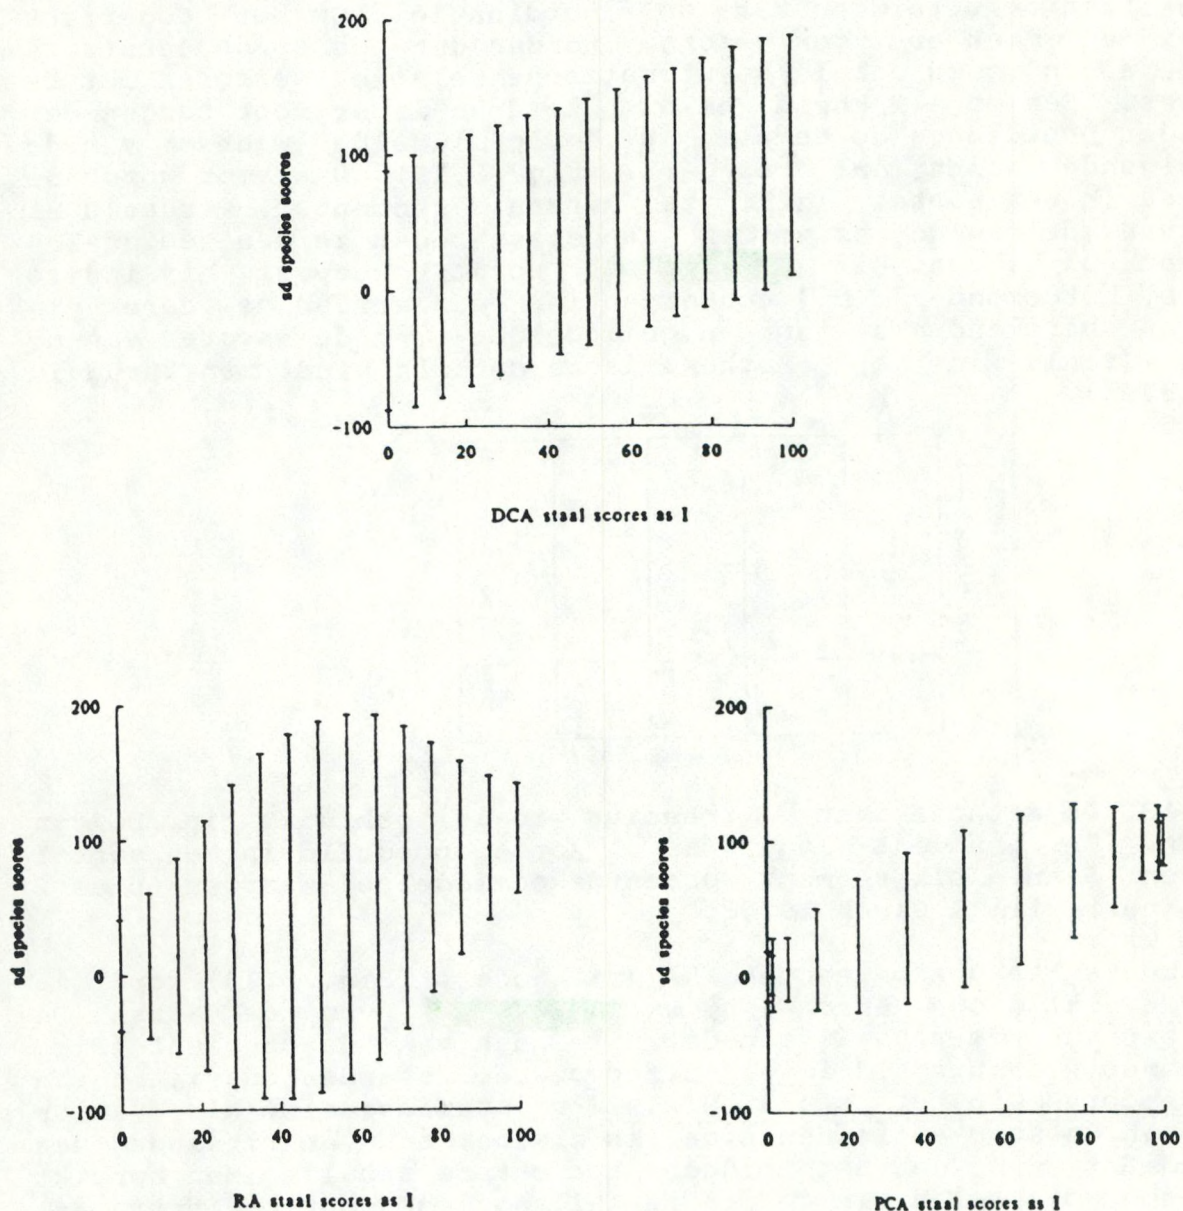 200
100
0
-100
sd species scores
0 20 40 60 80 100
DCA staal scores as 1
200
100
0
-100
sd species scores
0 20 40 60 80 100
RA staal scores as 1
200
100
0
-100
sd species scores
0 20 40 60 80 100
PCA staal scores as 1